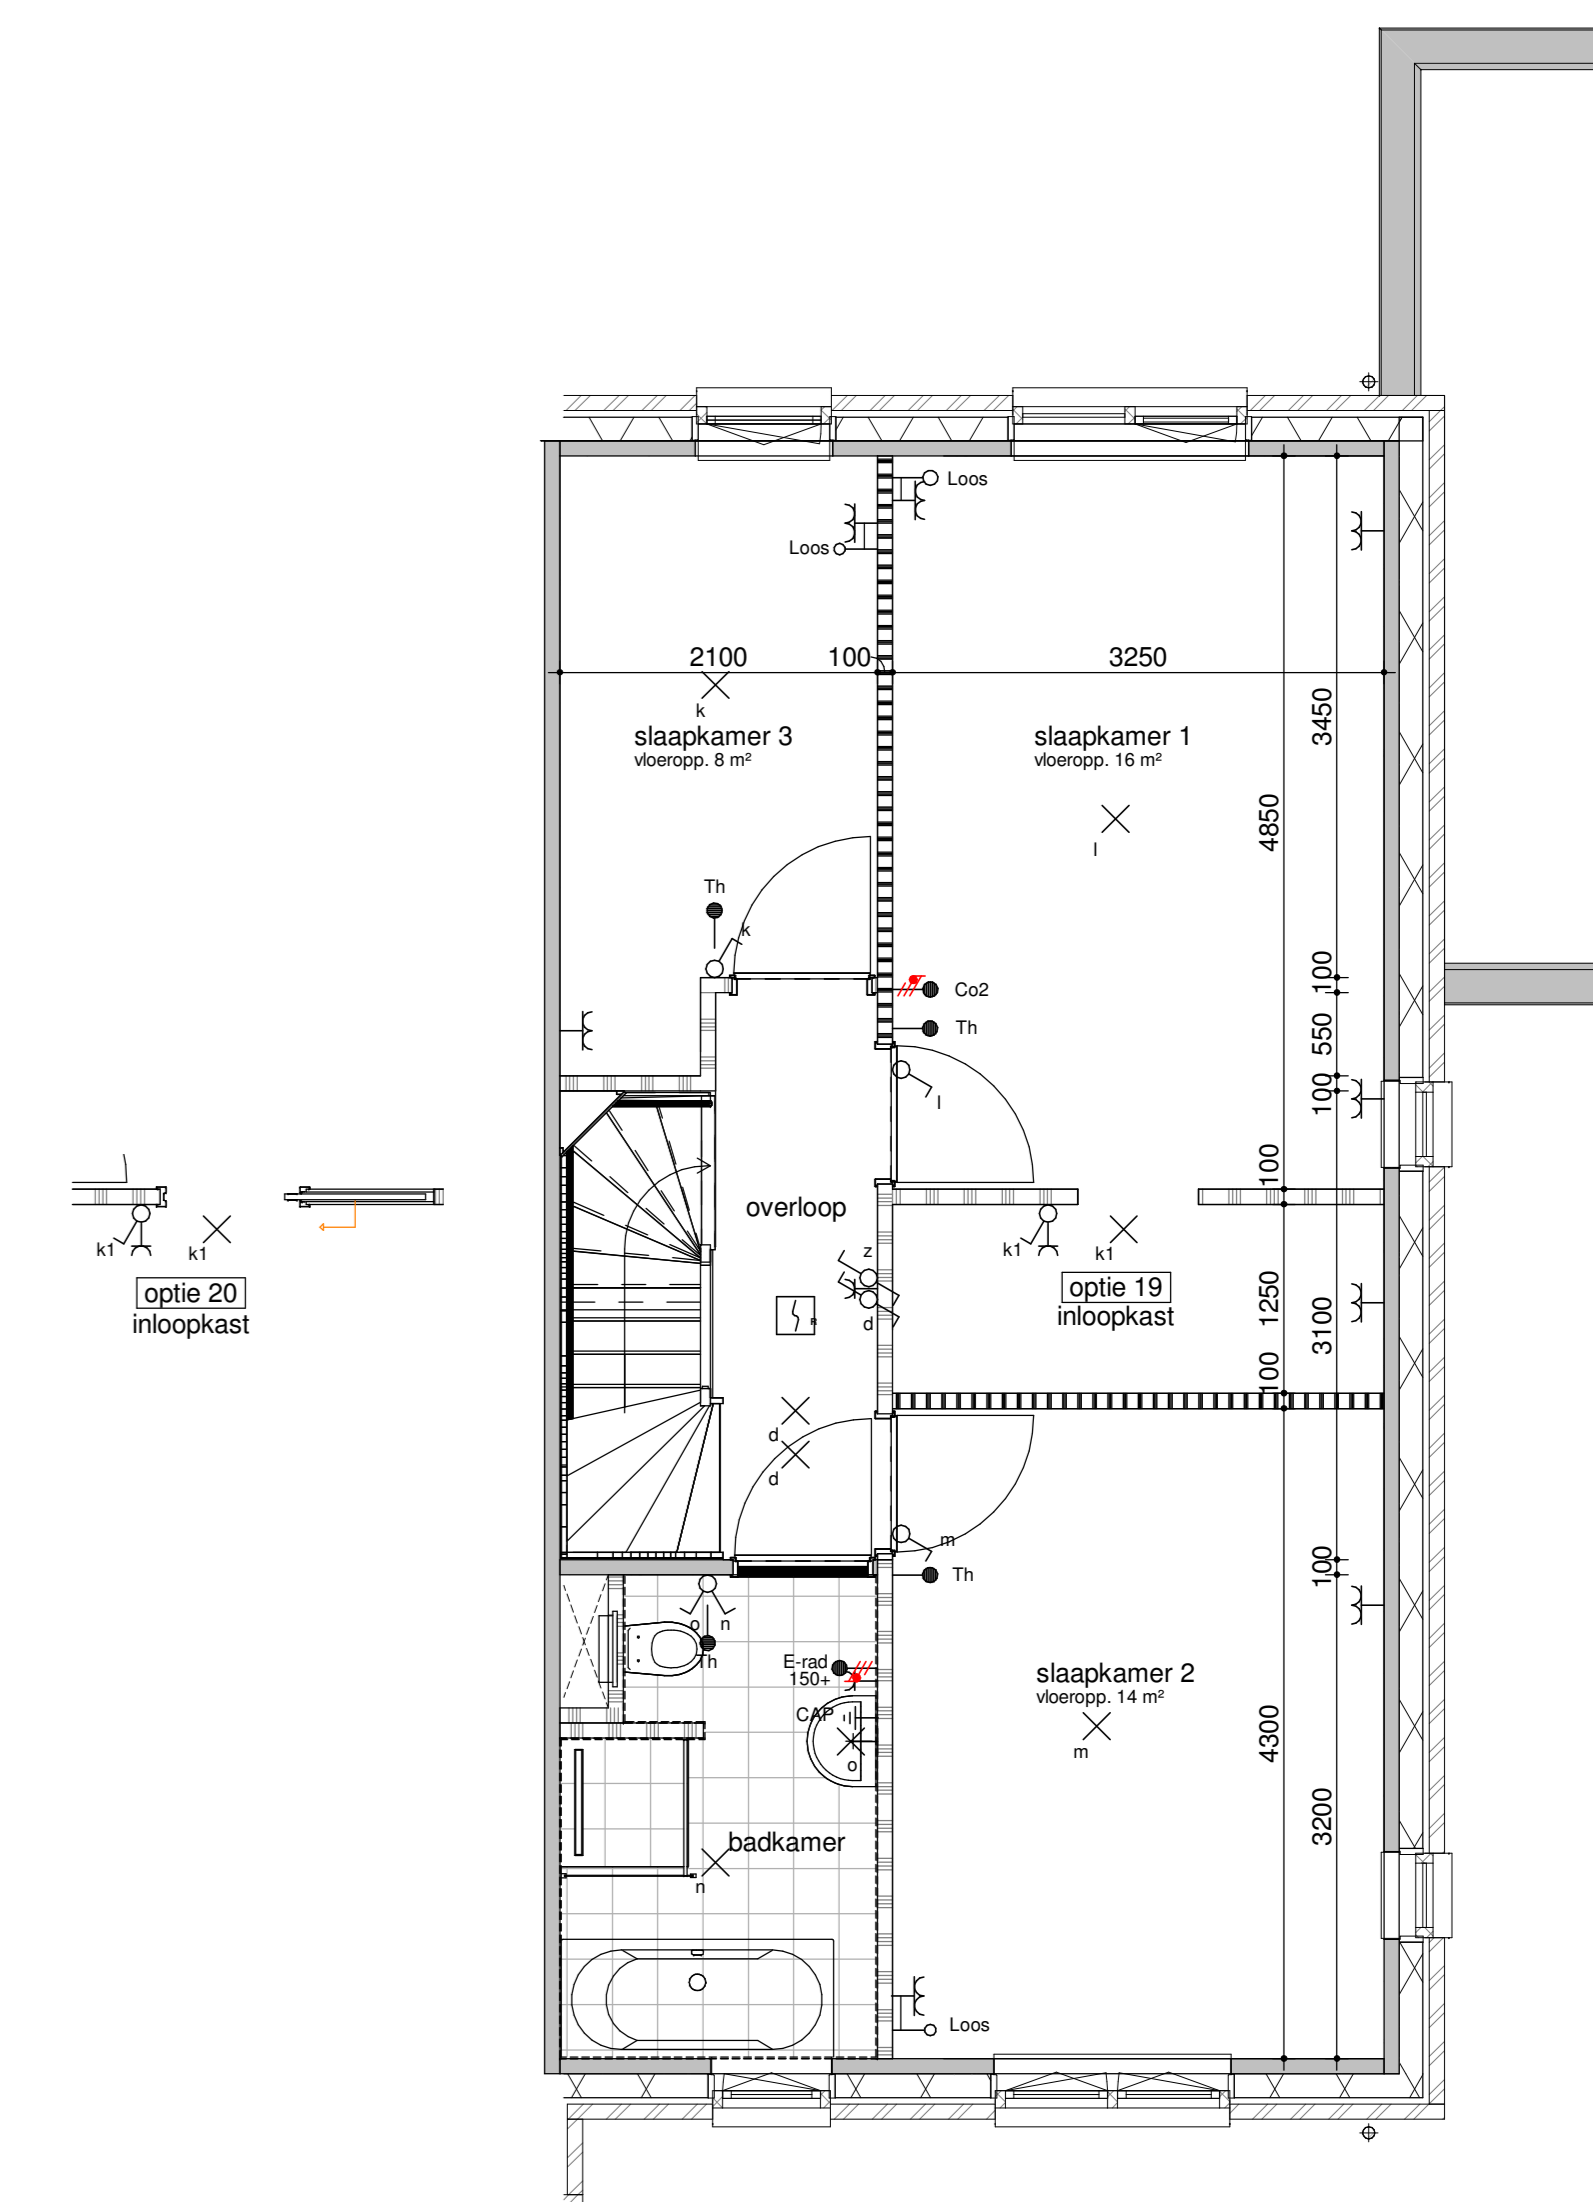 Loos
Loos
2100
100
3250
k
slaapkamer 3
vloeropp. 8 m²
slaapkamer 1
vloeropp. 16 m²
l
3450
4850
Th
k
Co2
Th
100
550
100
l
100
overloop
k1
k1
optie 20
inloopkast
z
d
R
k1
k1
optie 19
inloopkast
1250
3100
100
d
d
m
Th
100
o
n
Th
E-rad
150+
CAP
o
slaapkamer 2
vloeropp. 14 m²
m
4300
3200
badkamer
n
Loos